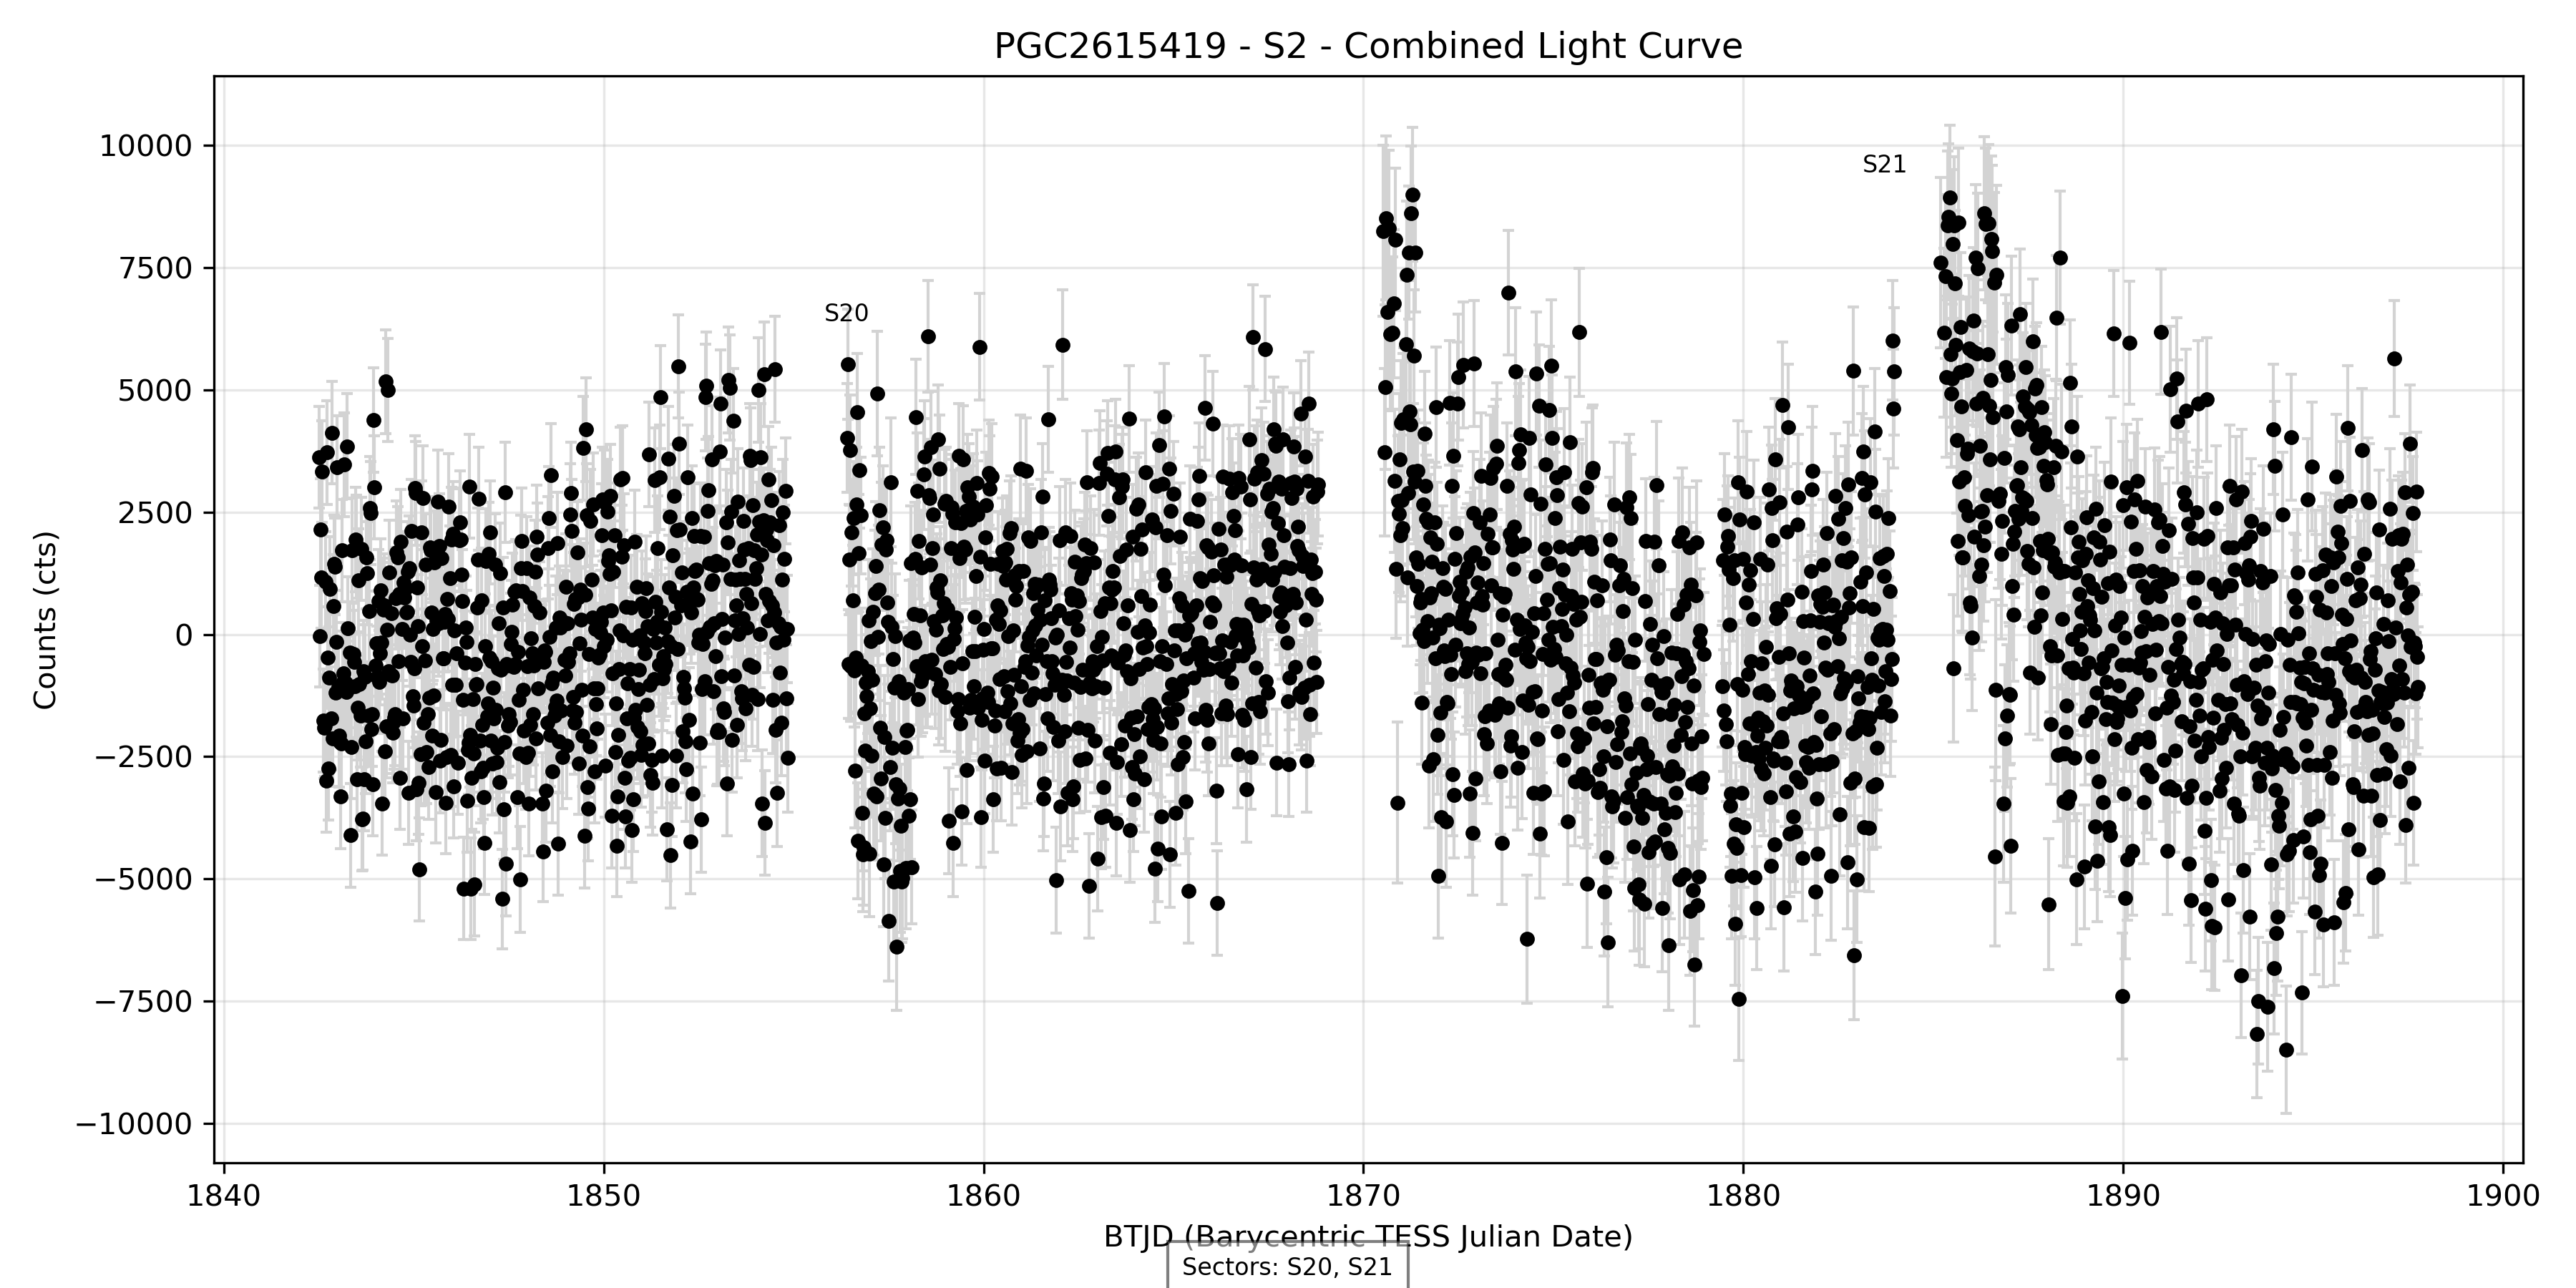 PGC2615419 - S2 - Combined Light Curve
Counts (cts)
10000
7500
5000
2500
0
−2500
−5000
−7500
−10000
S20
S21
1840
1850
1860
1870
1880
1890
1900
BTJD (Barycentric TESS Julian Date)
Sectors: S20, S21